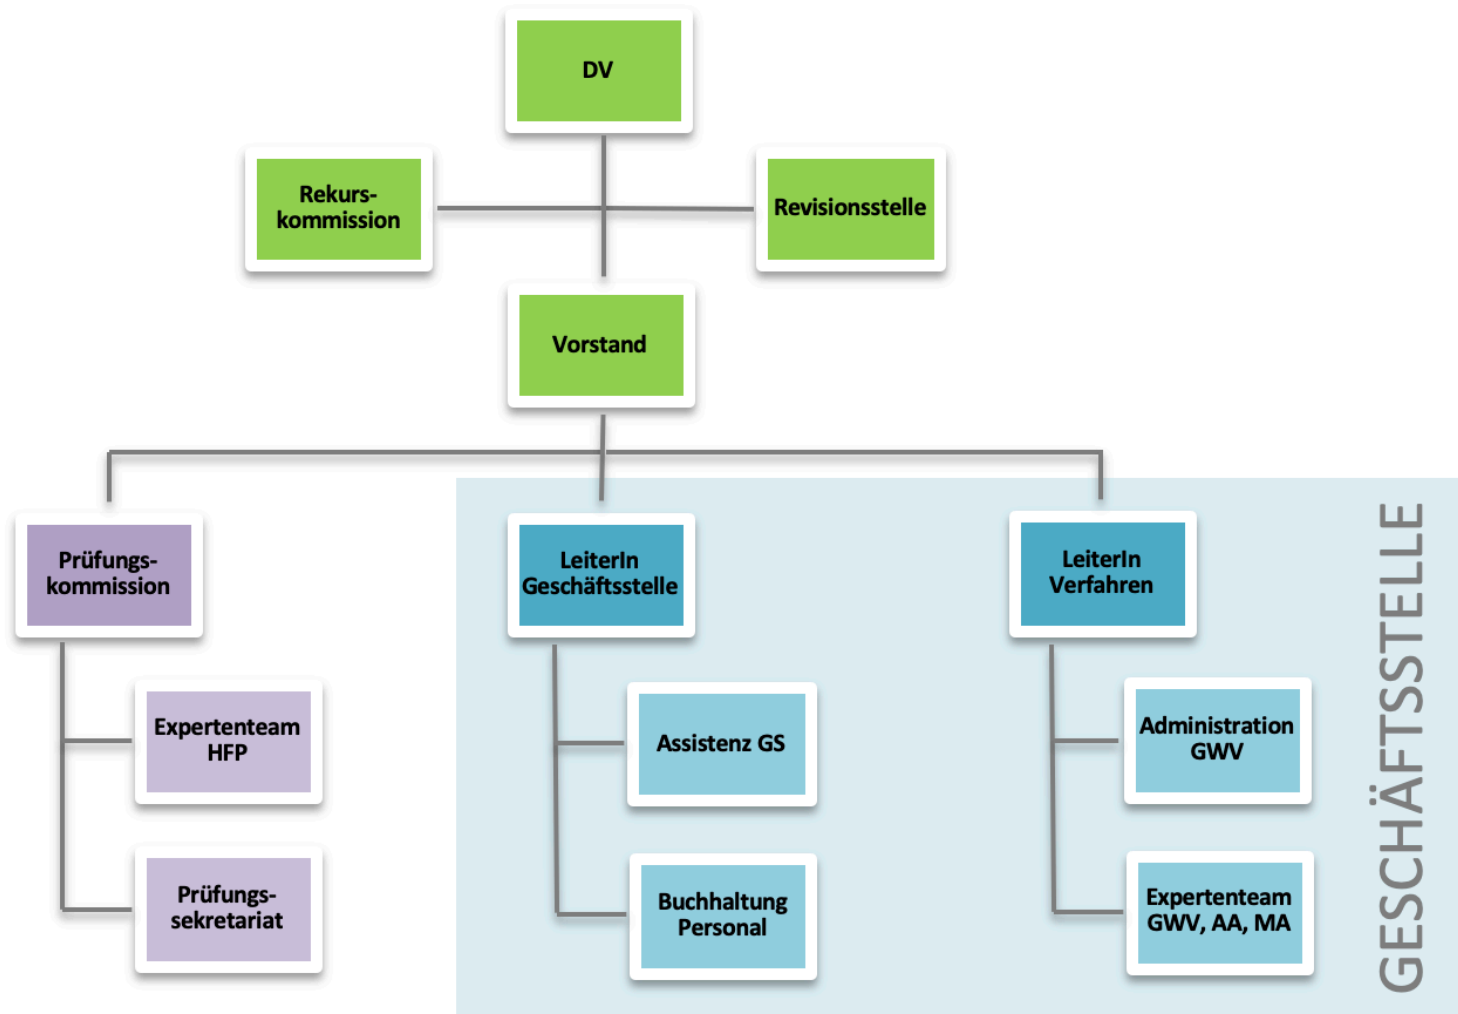 DV
Rekurs-
kommission
Revisionsstelle
Vorstand
Prüfungs-
kommission
LeiterIn
Geschäftsstelle
LeiterIn
Verfahren
Expertenteam
HFP
Assistenz GS
Administration
GWV
Prüfungs-
sekretariat
Buchhaltung
Personal
Expertenteam
GWV, AA, MA
GESCHÄFTSSTELLE